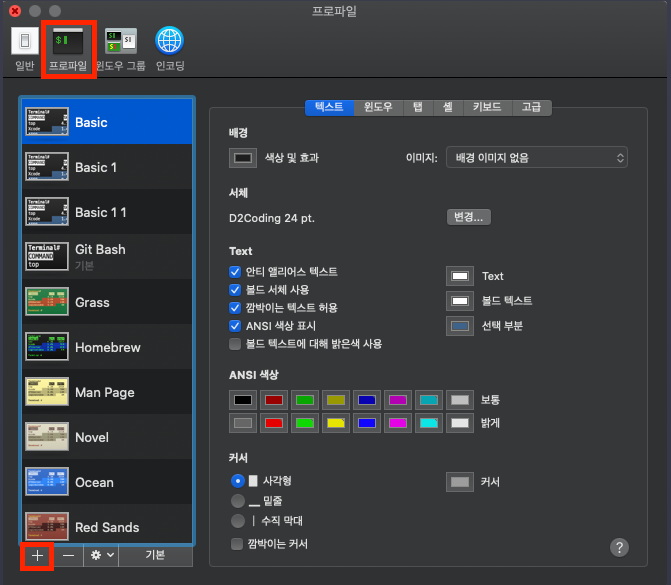 프로파일
일반
프로파일
윈도우 그룹
인코딩
Basic
Basic 1
Basic 1 1
Git Bash
기본
Grass
Homebrew
Man Page
Novel
Ocean
Red Sands
기본
텍스트 윈도우 탭 셸 키보드 고급
배경
색상 및 효과 이미지: 배경 이미지 없음
서체
D2Coding 24 pt. 변경...
Text
안티 앨리어스 텍스트 Text
볼드 서체 사용 볼드 텍스트
깜박이는 텍스트 허용
ANSI 색상 표시 선택 부분
볼드 텍스트에 대해 밝은색 사용
ANSI 색상
보통
밝게
커서
사각형 커서
밑줄
수직 막대
깜박이는 커서
?